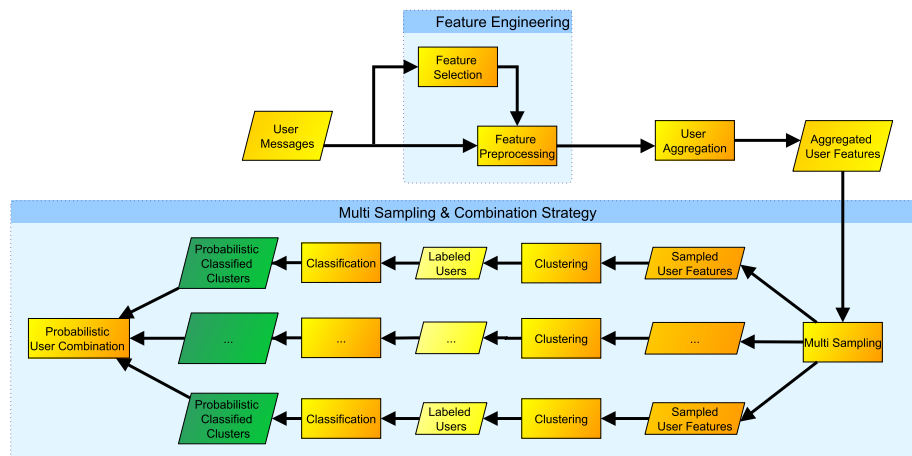 Feature Engineering
Feature
Selection
User
Messages
Feature
Preprocessing
User
Aggregation
Aggregated
User Features
Multi Sampling & Combination Strategy
Probabilistic
Classified
Clusters
Classification
Labeled
Users
Clustering
Sampled
User Features
Probabilistic
User Combination
...
...
...
Clustering
...
Multi Sampling
Probabilistic
Classified
Clusters
Classification
Labeled
Users
Clustering
Sampled
User Features